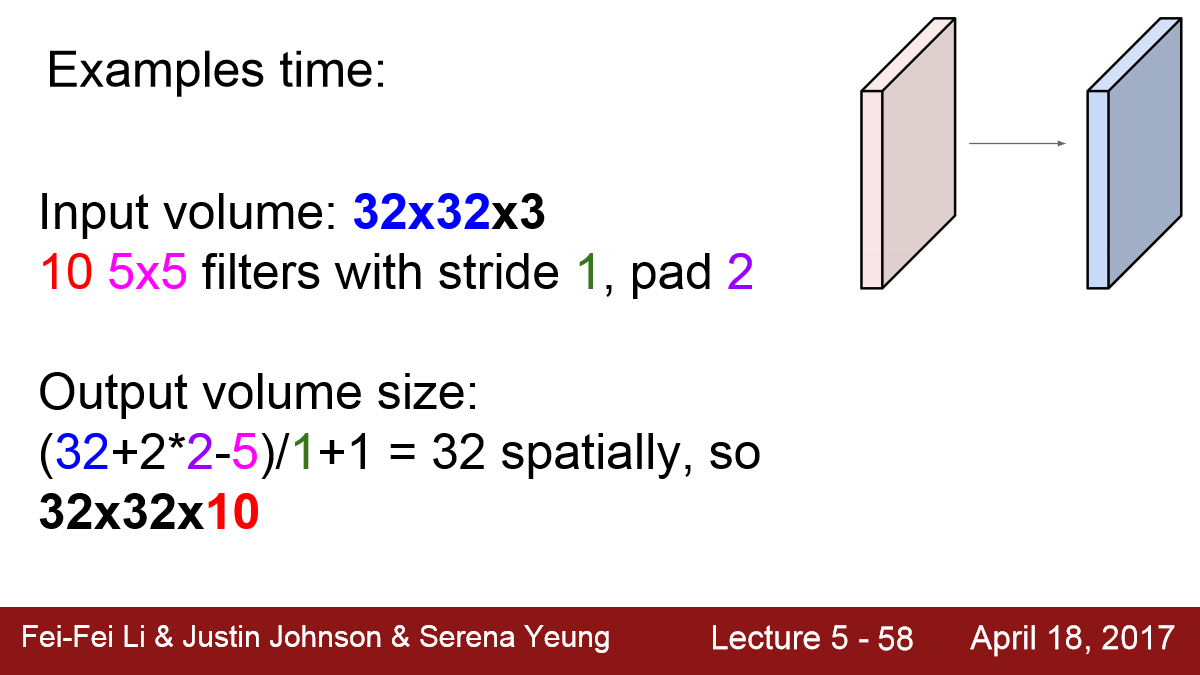 Examples time:
Input volume: 32x32x3
10 5x5 filters with stride 1, pad 2
Output volume size:
(32+2*2-5)/1+1 = 32 spatially, so
32x32x10
Fei-Fei Li & Justin Johnson & Serena Yeung
Lecture 5 - 58
April 18, 2017